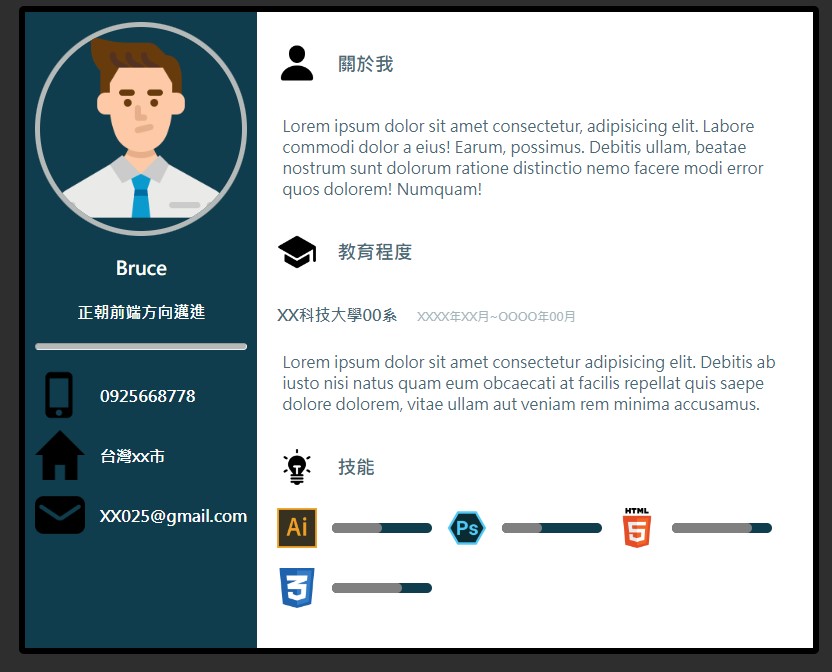 Bruce
正朝前端方向邁進
0925668778
台灣xx市
XX025@gmail.com
關於我
Lorem ipsum dolor sit amet consectetur, adipisicing elit. Labore
commodi dolor a eius! Earum, possimus. Debitis ullam, beatae
nostrum sunt dolorum ratione distinctio nemo facere modi error
quos dolorem! Numquam!
教育程度
XX科技大學00系 XXXX年XX月~OOOO年00月
Lorem ipsum dolor sit amet consectetur adipisicing elit. Debitis ab
iusto nisi natus quam eum obcaecati at facilis repellat quis saepe
dolore dolorem, vitae ullam aut veniam rem minima accusamus.
技能
Ai
Ps
HTML
5
3